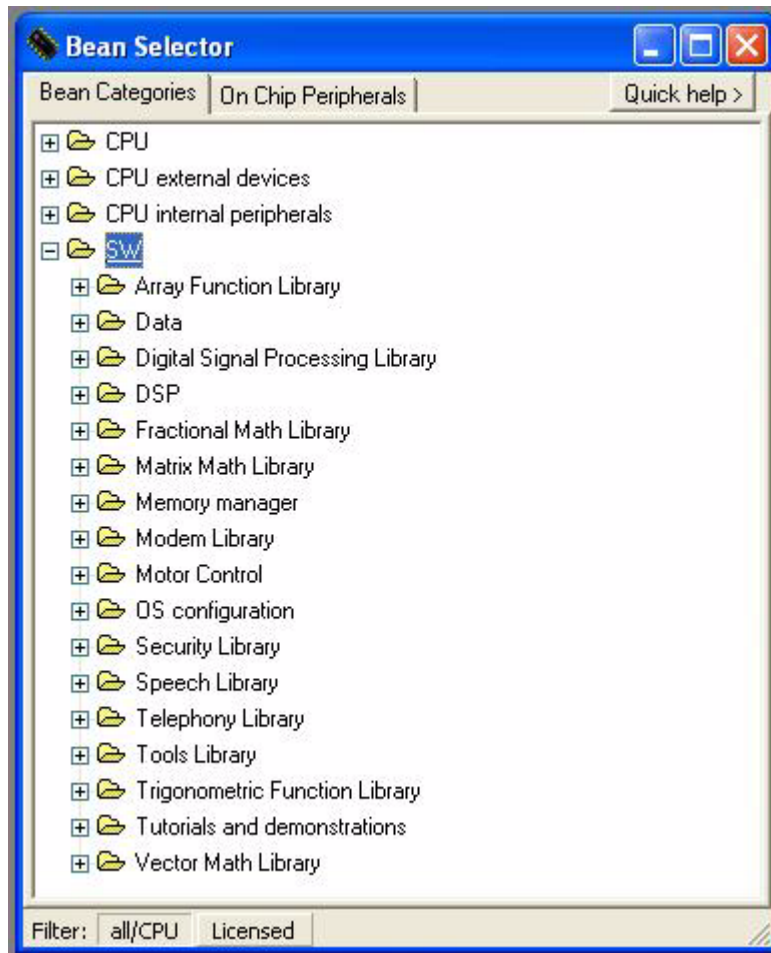 Bean Selector
Bean Categories On Chip Peripherals Quick help >
CPU
CPU external devices
CPU internal peripherals
SW
Array Function Library
Data
Digital Signal Processing Library
DSP
Fractional Math Library
Matrix Math Library
Memory manager
Modem Library
Motor Control
OS configuration
Security Library
Speech Library
Telephony Library
Tools Library
Trigonometric Function Library
Tutorials and demonstrations
Vector Math Library
Filter: all/CPU Licensed